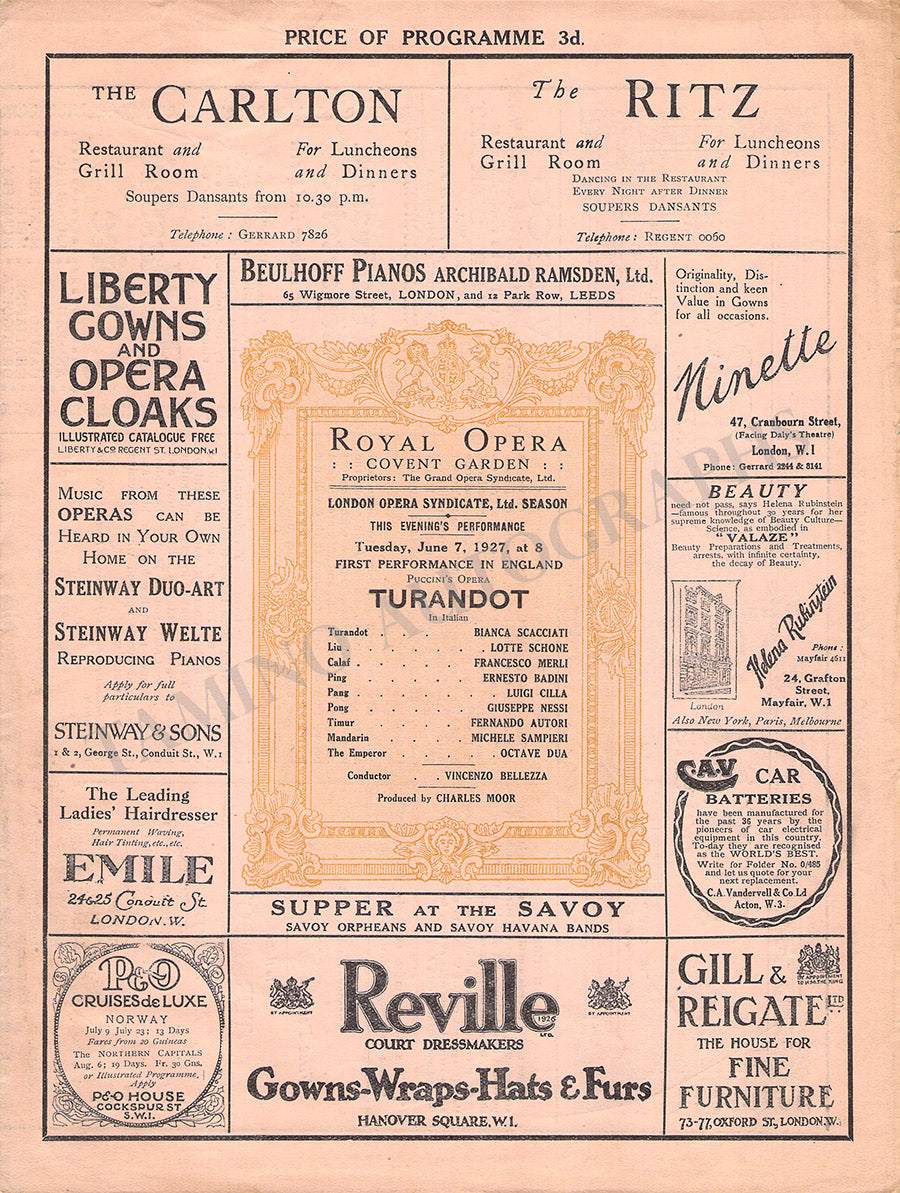 PRICE OF PROGRAMME 3d.
THE CARLTON
Restaurant and For Luncheons
Grill Room and Dinners
Soupers Dansants from 10.30 p.m.
Telephone: GERRARD 7826
The RITZ
Restaurant and For Luncheons
Grill Room and Dinners
DANCING IN THE RESTAURANT
EVERY NIGHT AFTER DINNER
SOUPERS DANSANTS
Telephone: REGENT 0060
LIBERTY
GOWNS
AND
OPERA
CLOAKS
ILLUSTRATED CATALOGUE FREE
LIBERTY & CO REGENT ST. LONDON.W1
MUSIC FROM THESE
OPERAS CAN BE
HEARD IN YOUR OWN
HOME ON THE
STEINWAY DUO-ART
AND
STEINWAY WELTE
REPRODUCING PIANOS
Apply for full
particulars to
STEINWAY & SONS
1 & 2, George St., Conduit St., W.1
The Leading
Ladies' Hairdresser
Permanent Waving,
Hair Tinting, etc., etc.
EMILE
24&25 Conduit St.
LONDON.W.
P&O
CRUISES de LUXE
NORWAY
July 9 July 23; 13 Days
Fares from 20 Guineas
The NORTHERN CAPITALS
Aug. 6; 19 Days. Fr. 30 Gns.
or Illustrated Programme,
Apply
P&O HOUSE
COCKSPUR ST
S.W.1.
BEULHOFF PIANOS ARCHIBALD RAMSDEN, Ltd.
65 Wigmore Street, LONDON, and 12 Park Row, LEEDS
ROYAL OPERA
: : COVENT GARDEN : :
Proprietors: The Grand Opera Syndicate, Ltd.
LONDON OPERA SYNDICATE, Ltd. SEASON
THIS EVENING'S PERFORMANCE
Tuesday, June 7, 1927, at 8
FIRST PERFORMANCE IN ENGLAND
PUCCINI'S OPERA
TURANDOT
In Italian
Turandot . . . . BIANCA SCACCIATI
Liu . . . . . . . LOTTE SCHONE
Calaf . . . . . . FRANCESCO MERLI
Ping . . . . . ERNESTO BADINI
Pang . . . . . . . LUIGI CILLA
Pong . . . . . GIUSEPPE NESSI
Timur . . . . . FERNANDO AUTORI
Mandarin . . . . MICHELE SAMPIERI
The Emperor . . . . . OCTAVE DUA
Conductor . . VINCENZO BELLEZZA
Produced by CHARLES MOOR
SUPPER AT THE SAVOY
SAVOY ORPHEANS AND SAVOY HAVANA BANDS
BY APPOINTMENT
Reville
1926
LTD.
BY APPOINTMENT
COURT DRESSMAKERS
Gowns-Wraps-Hats & Furs
HANOVER SQUARE, W.1.
Originality, Dis-
tinction and keen
Value in Gowns
for all occasions.
Ninette
47, Cranbourn Street,
(Facing Daly's Theatre)
London, W.1
Phone: Gerrard 2244 & 8141
BEAUTY
need not pass, says Helena Rubinstein
—famous throughout 30 years for her
supreme knowledge of Beauty Culture—
Science, as embodied in
"VALAZE"
Beauty Preparations and Treatments,
arrests, with infinite certainty,
the decay of Beauty.
Helena Rubinstein
London
Phone:
Mayfair 4611
24, Grafton
Street,
Mayfair, W.1
Also New York, Paris, Melbourne
C.A.V
CAR
BATTERIES
have been manufactured for
the past 36 years by the
pioneers of car electrical
equipment in this country.
To-day they are recognised
as the WORLD'S BEST.
Write for Folder No. 0/485
and let us quote for your
next replacement.
C.A. Vandervell & Co Ld
Acton, W.3.
GILL &
BY APPOINTMENT
TO H.M. THE KING
REIGATE LTD
THE HOUSE FOR
FINE
FURNITURE
73-77, OXFORD ST., LONDON.W.
TAMINO AUTOGRAPHS